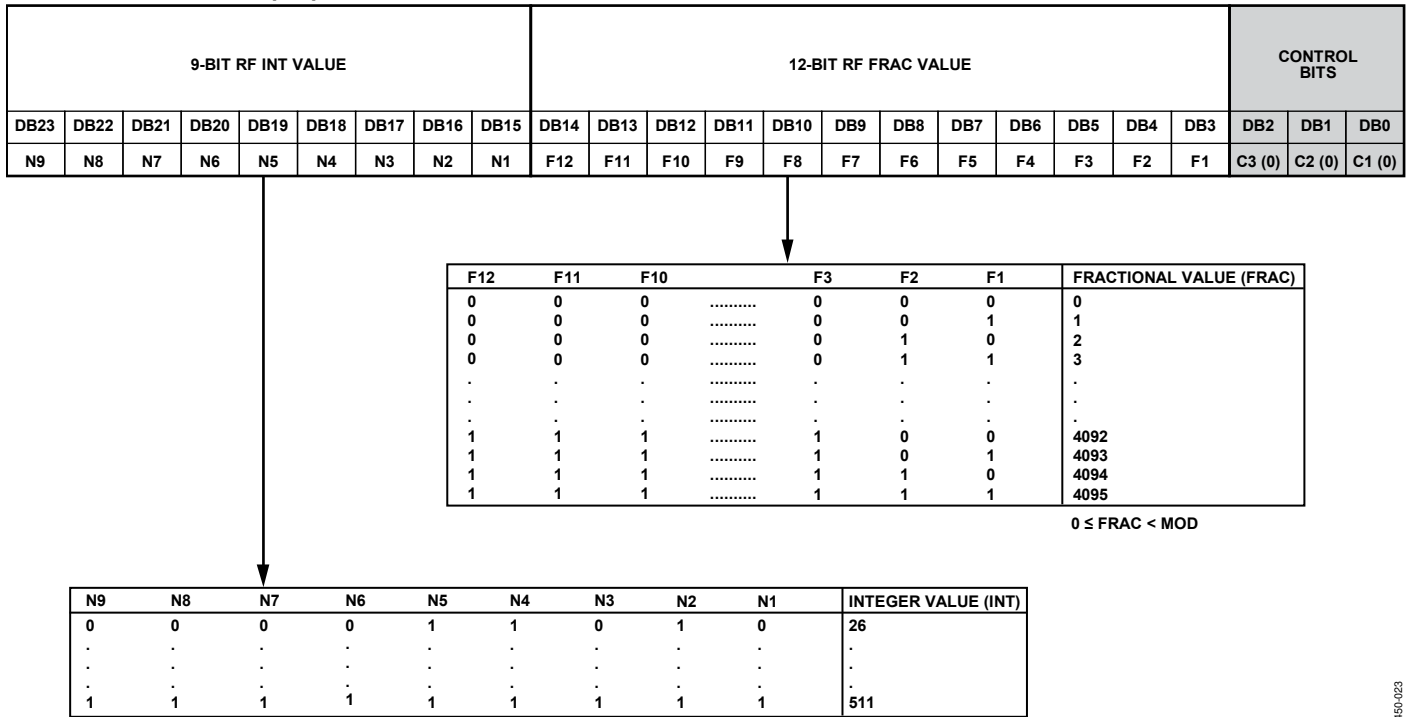 9-BIT RF INT VALUE 12-BIT RF FRAC VALUE CONTROL
BITS
DB23 DB22 DB21 DB20 DB19 DB18 DB17 DB16 DB15 DB14 DB13 DB12 DB11 DB10 DB9 DB8 DB7 DB6 DB5 DB4 DB3 DB2 DB1 DB0
N9 N8 N7 N6 N5 N4 N3 N2 N1 F12 F11 F10 F9 F8 F7 F6 F5 F4 F3 F2 F1 C3 (0) C2 (0) C1 (0)
F12 F11 F10 F3 F2 F1 FRACTIONAL VALUE (FRAC)
0 0 0 .......... 0 0 0 0
0 0 0 .......... 0 0 1 1
0 0 0 .......... 0 1 0 2
0 0 0 .......... 0 1 1 3
. . . .......... . . . .
. . . .......... . . . .
. . . .......... . . . .
1 1 1 .......... 1 0 0 4092
1 1 1 .......... 1 0 1 4093
1 1 1 .......... 1 1 0 4094
1 1 1 .......... 1 1 1 4095
0 ≤ FRAC < MOD
N9 N8 N7 N6 N5 N4 N3 N2 N1 INTEGER VALUE (INT)
0 0 0 0 1 1 0 1 0 26
. . . . . . . . . .
. . . . . . . . . .
. . . . . . . . . .
1 1 1 1 1 1 1 1 1 511
450-023